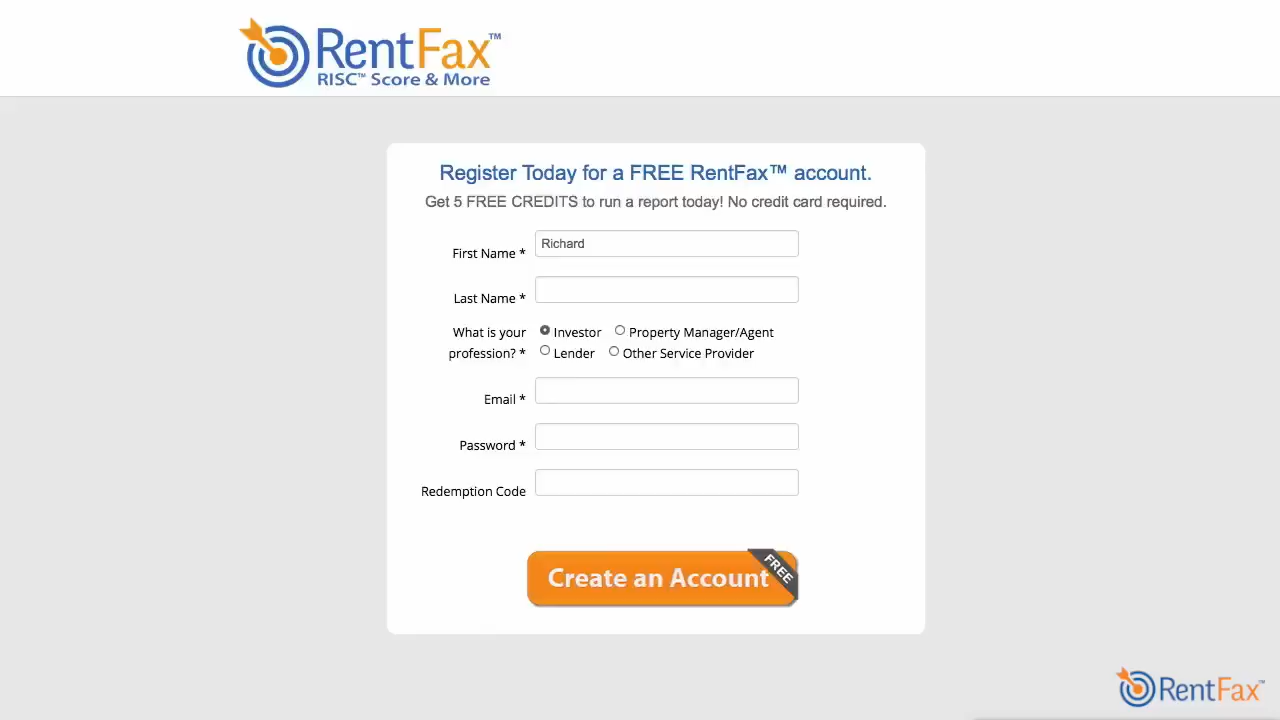 RentFax™
RISC™ Score & More
Register Today for a FREE RentFax™ account.
Get 5 FREE CREDITS to run a report today! No credit card required.
First Name * Richard
Last Name *
What is your profession? *
Investor Property Manager/Agent
Lender Other Service Provider
Email *
Password *
Redemption Code
Create an Account FREE
RentFax™